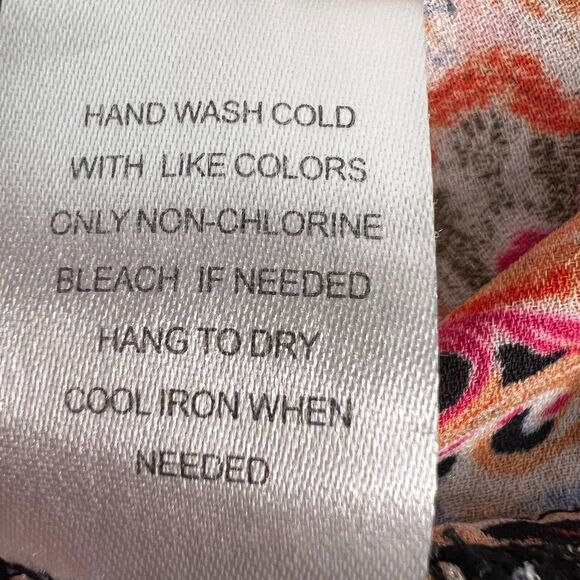 HAND WASH COLD
WITH LIKE COLORS
ONLY NON-CHLORINE
BLEACH IF NEEDED
HANG TO DRY
COOL IRON WHEN
NEEDED